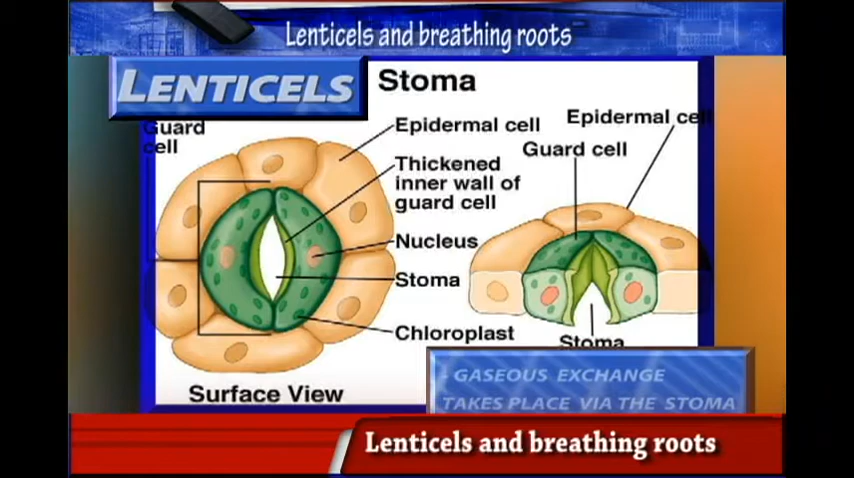 Lenticels and breathing roots
LENTICELS
Stoma
Guard
cell
Epidermal cell
Thickened
inner wall of
guard cell
Nucleus
Stoma
Chloroplast
Surface View
Epidermal cell
Guard cell
Stoma
- GASEOUS EXCHANGE
TAKES PLACE VIA THE STOMA
Lenticels and breathing roots